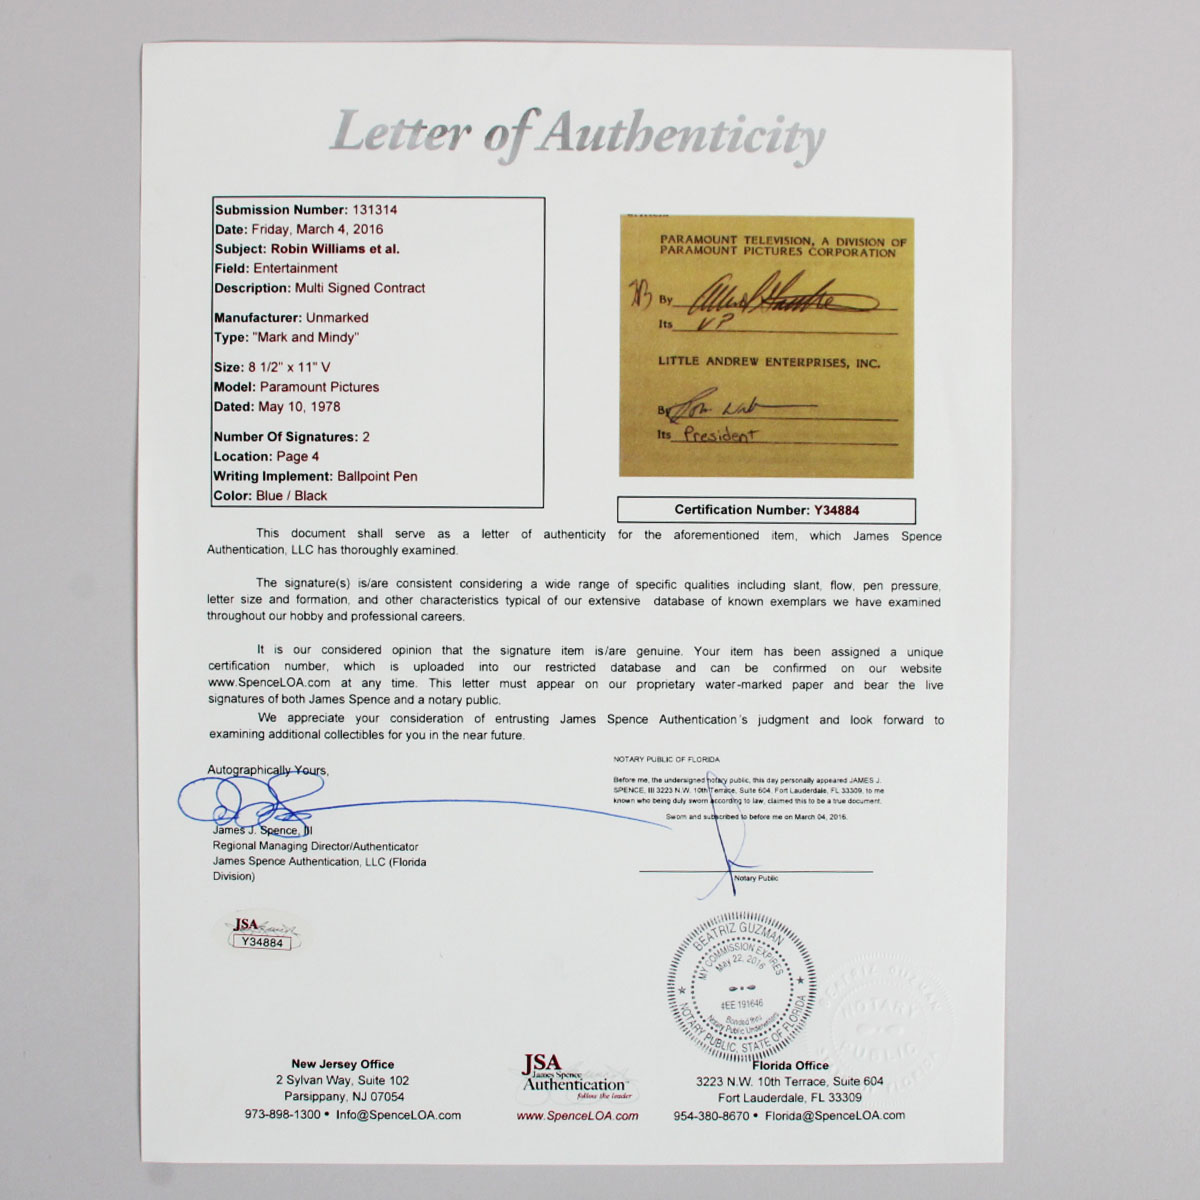 Letter of Authenticity
Submission Number: 131314
Date: Friday, March 4, 2016
Subject: Robin Williams et al.
Field: Entertainment
Description: Multi Signed Contract
Manufacturer: Unmarked
Type: "Mark and Mindy"
Size: 8 1/2" x 11" V
Model: Paramount Pictures
Dated: May 10, 1978
Number Of Signatures: 2
Location: Page 4
Writing Implement: Ballpoint Pen
Color: Blue / Black
PARAMOUNT TELEVISION, A DIVISION OF
PARAMOUNT PICTURES CORPORATION
By
Its VP
LITTLE ANDREW ENTERPRISES, INC.
By
Its President
Certification Number: Y34884
This document shall serve as a letter of authenticity for the aforementioned item, which James Spence
Authentication, LLC has thoroughly examined.
The signature(s) is/are consistent considering a wide range of specific qualities including slant, flow, pen pressure,
letter size and formation, and other characteristics typical of our extensive database of known exemplars we have examined
throughout our hobby and professional careers.
It is our considered opinion that the signature item is/are genuine. Your item has been assigned a unique
certification number, which is uploaded into our restricted database and can be confirmed on our website
www.SpenceLOA.com at any time. This letter must appear on our proprietary water-marked paper and bear the live
signatures of both James Spence and a notary public.
We appreciate your consideration of entrusting James Spence Authentication's judgment and look forward to
examining additional collectibles for you in the near future.
Autographically Yours,
James J. Spence, III
Regional Managing Director/Authenticator
James Spence Authentication, LLC (Florida
Division)
NOTARY PUBLIC OF FLORIDA
Before me, the undersigned notary public, this day personally appeared JAMES J.
SPENCE, III 3223 N.W. 10th Terrace, Suite 604, Fort Lauderdale, FL 33309, to me
known who being duly sworn according to law, claimed this to be a true document.
Sworn and subscribed to before me on March 04, 2016.
Notary Public
JSA
Y34884
BEATRIZ GUZMAN
MY COMMISSION EXPIRES
May 22, 2016
#EE 191646
Bonded thru
Notary Public Underwriters
NOTARY PUBLIC, STATE OF FLORIDA
BEATRIZ GUZMAN
NOTARY
PUBLIC
New Jersey Office
2 Sylvan Way, Suite 102
Parsippany, NJ 07054
973-898-1300 • Info@SpenceLOA.com
JSA
James Spence
Authentication
follow the leader
www.SpenceLOA.com
Florida Office
3223 N.W. 10th Terrace, Suite 604
Fort Lauderdale, FL 33309
954-380-8670 • Florida@SpenceLOA.com